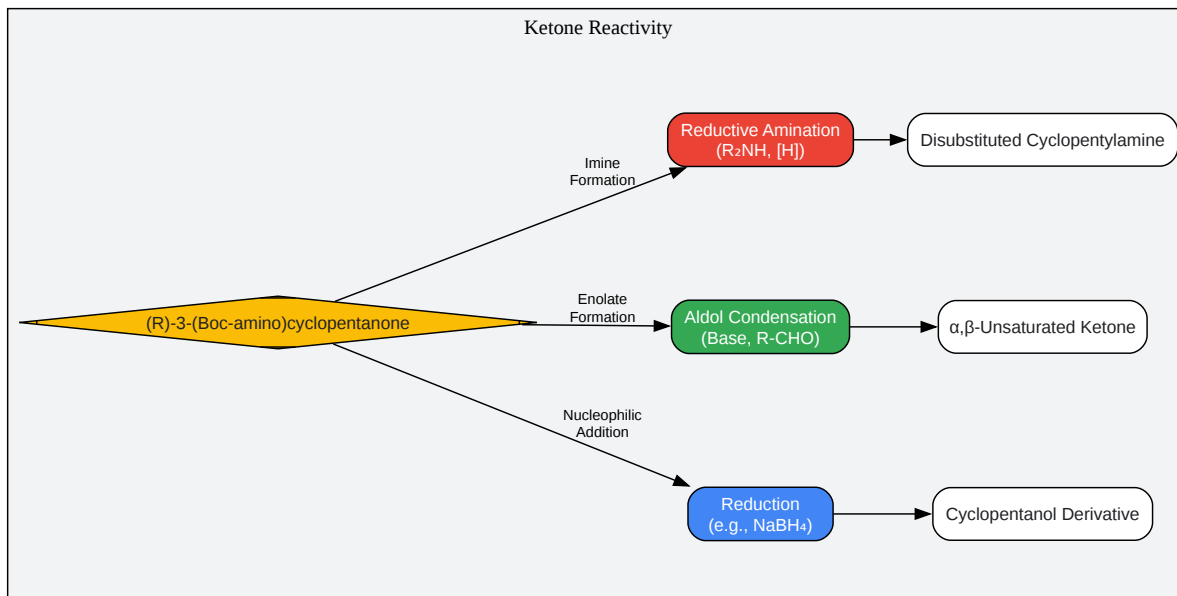 Ketone Reactivity
Reductive Amination
(R₂NH, [H])
Disubstituted Cyclopentylamine
Imine
Formation
(R)-3-(Boc-amino)cyclopentanone
Enolate
Formation
Aldol Condensation
(Base, R-CHO)
α,β-Unsaturated Ketone
Nucleophilic
Addition
Reduction
(e.g., NaBH₄)
Cyclopentanol Derivative